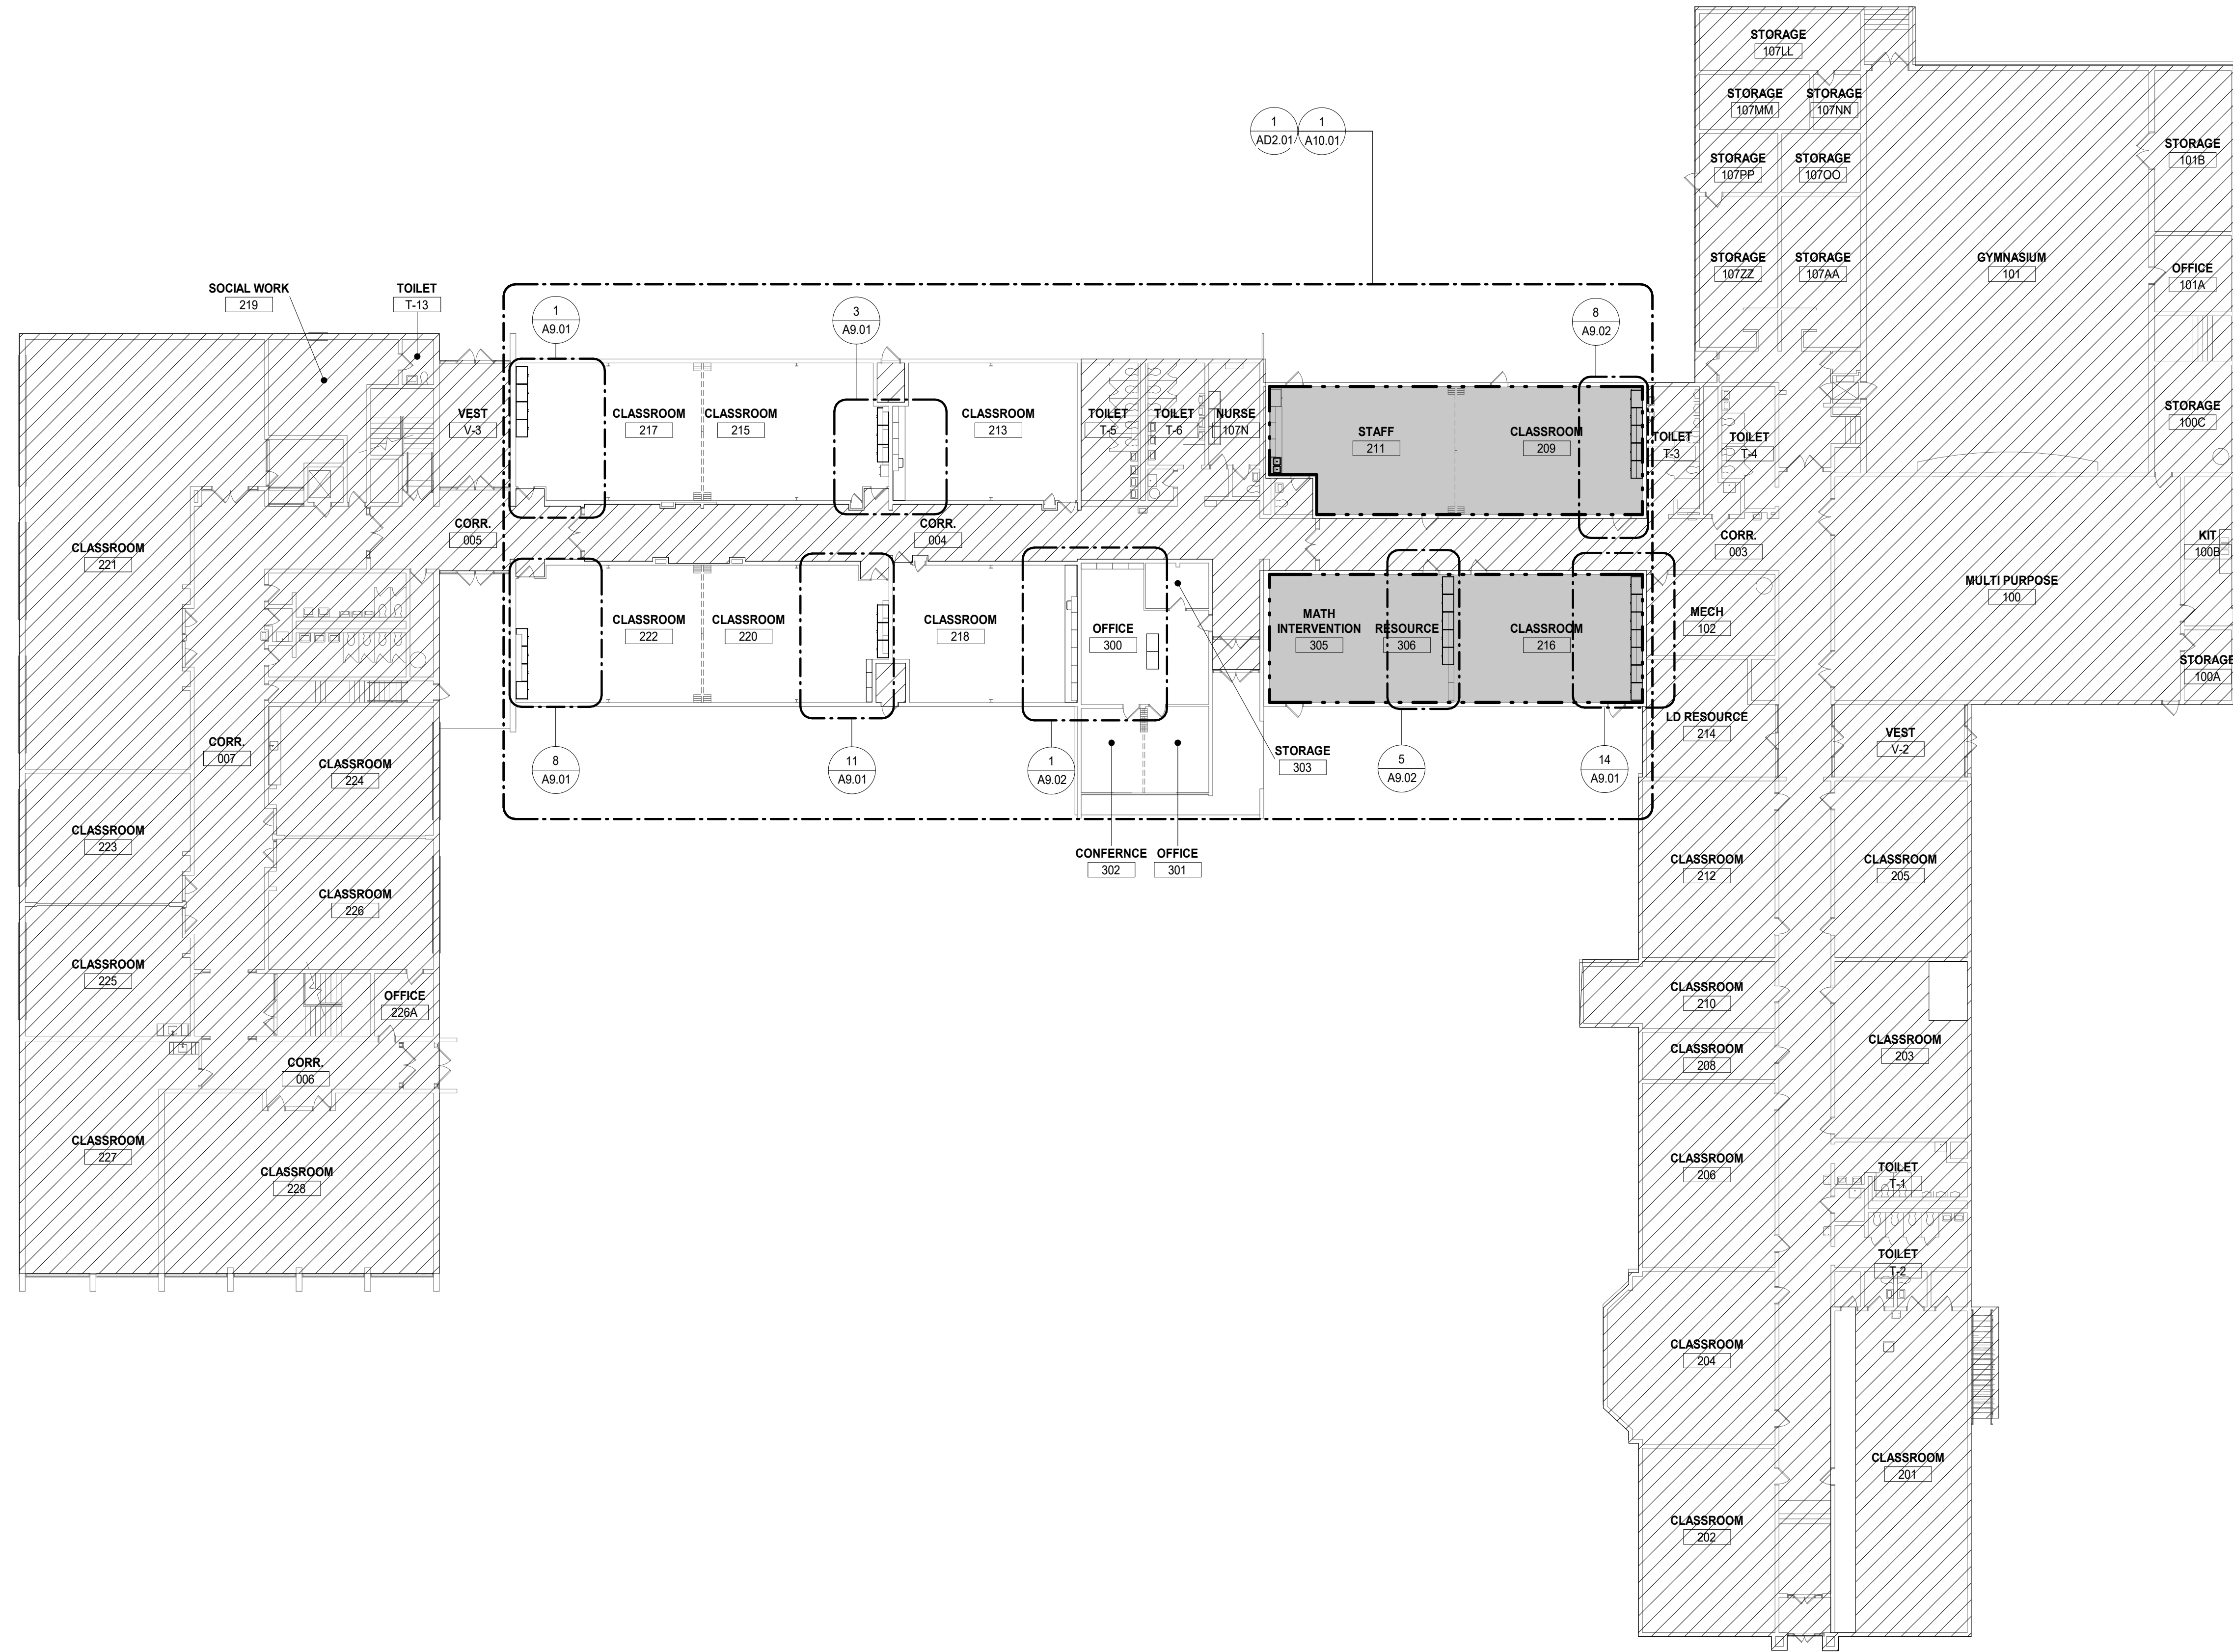 STORAGE
107LL
STORAGE
107MM
STORAGE
107NN
STORAGE
101B
STORAGE
107PP
STORAGE
107OO
1
AD2.01
1
A10.01
GYMNASIUM
101
STORAGE
107ZZ
STORAGE
107AA
OFFICE
101A
SOCIAL WORK
219
TOILET
T-13
1
A9.01
3
A9.01
8
A9.02
VEST
V-3
CLASSROOM
217
CLASSROOM
215
CLASSROOM
213
TOILET
T-5
TOILET
T-6
NURSE
107N
STAFF
211
CLASSROOM
209
TOILET
T-3
TOILET
T-4
STORAGE
100C
CORR.
005
CORR.
004
CORR.
003
KIT
100B
CLASSROOM
221
MULTI PURPOSE
100
CLASSROOM
222
CLASSROOM
220
CLASSROOM
218
OFFICE
300
MATH
INTERVENTION
305
RESOURCE
306
CLASSROOM
216
MECH
102
STORAGE
100A
LD RESOURCE
214
VEST
V-2
CORR.
007
CLASSROOM
224
8
A9.01
11
A9.01
1
A9.02
STORAGE
303
5
A9.02
14
A9.01
CLASSROOM
223
CONFERNCE
302
OFFICE
301
CLASSROOM
212
CLASSROOM
205
CLASSROOM
226
CLASSROOM
225
OFFICE
226A
CLASSROOM
210
CLASSROOM
208
CLASSROOM
203
CORR.
006
CLASSROOM
227
CLASSROOM
228
CLASSROOM
206
TOILET
T-1
TOILET
T-2
CLASSROOM
204
CLASSROOM
201
CLASSROOM
202